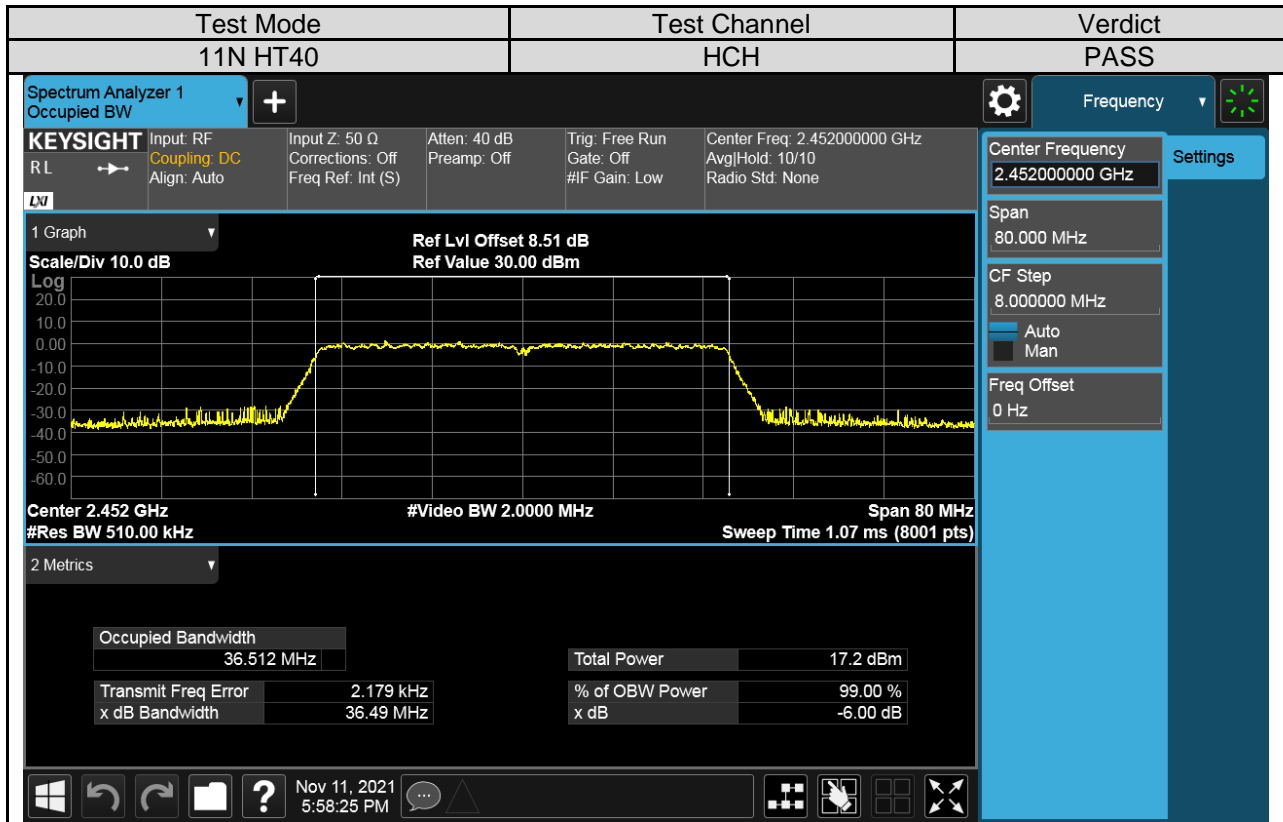 Test Mode Test Channel Verdict
11N HT40 HCH PASS
Spectrum Analyzer 1
Occupied BW
+
Frequency
KEYSIGHT Input: RF Input Z: 50 Ω Atten: 40 dB Trig: Free Run Center Freq: 2.452000000 GHz
RL Coupling: DC Corrections: Off Preamp: Off Gate: Off Avg|Hold: 10/10
Align: Auto Freq Ref: Int (S) #IF Gain: Low Radio Std: None
LXI
Center Frequency
2.452000000 GHz
Settings
Span
80.000 MHz
CF Step
8.000000 MHz
Auto
Man
Freq Offset
0 Hz
1 Graph
Ref Lvl Offset 8.51 dB
Scale/Div 10.0 dB Ref Value 30.00 dBm
Log
20.0
10.0
0.00
-10.0
-20.0
-30.0
-40.0
-50.0
-60.0
Center 2.452 GHz #Video BW 2.0000 MHz Span 80 MHz
#Res BW 510.00 kHz Sweep Time 1.07 ms (8001 pts)
2 Metrics
Occupied Bandwidth
36.512 MHz Total Power 17.2 dBm
Transmit Freq Error 2.179 kHz % of OBW Power 99.00 %
x dB Bandwidth 36.49 MHz x dB -6.00 dB
? Nov 11, 2021
5:58:25 PM